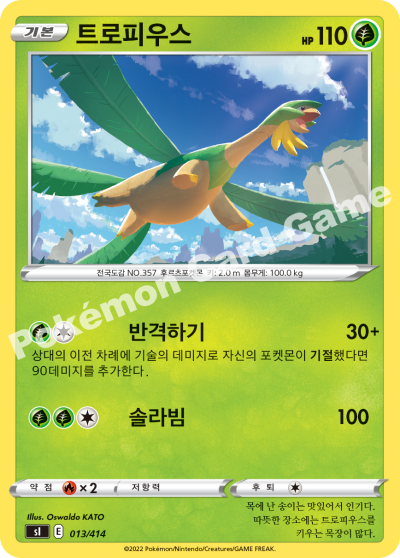 기본 트로피우스 HP 110
전국도감 NO.357 후르츠포켓몬 키: 2.0 m 몸무게: 100.0 kg
Pokémon Card Game
반격하기 30+
상대의 이전 차례에 기술의 데미지로 자신의 포켓몬이 기절했다면
90데미지를 추가한다.
솔라빔 100
약점 ×2 저항력 후퇴
Illus. Oswaldo KATO
sI E 013/414
목에 난 송이는 맛있어서 인기다.
따뜻한 장소에는 트로피우스를
키우는 목장이 많다.
©2022 Pokémon/Nintendo/Creatures/GAME FREAK.